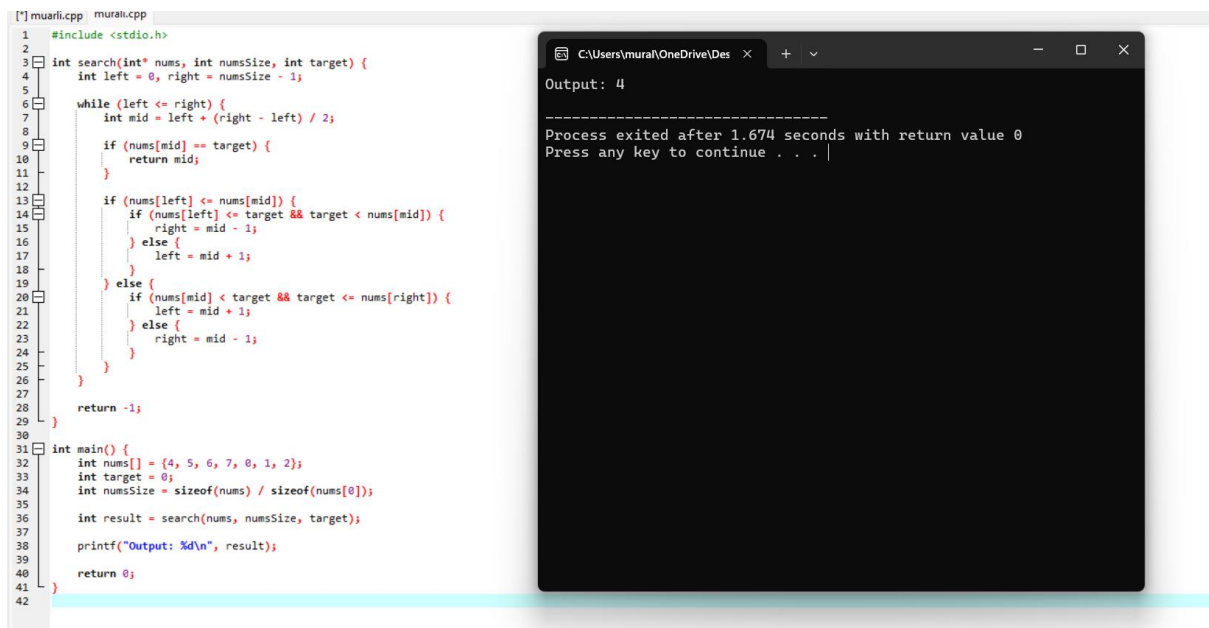 [*] muarli.cpp murali.cpp
1 #include <stdio.h>
2
3 int search(int* nums, int numsSize, int target) {
4     int left = 0, right = numsSize - 1;
5
6     while (left <= right) {
7         int mid = left + (right - left) / 2;
8
9         if (nums[mid] == target) {
10             return mid;
11         }
12
13         if (nums[left] <= nums[mid]) {
14             if (nums[left] <= target && target < nums[mid]) {
15                 right = mid - 1;
16             } else {
17                 left = mid + 1;
18             }
19         } else {
20             if (nums[mid] < target && target <= nums[right]) {
21                 left = mid + 1;
22             } else {
23                 right = mid - 1;
24             }
25         }
26     }
27
28     return -1;
29 }
30
31 int main() {
32     int nums[] = {4, 5, 6, 7, 0, 1, 2};
33     int target = 0;
34     int numsSize = sizeof(nums) / sizeof(nums[0]);
35
36     int result = search(nums, numsSize, target);
37
38     printf("Output: %d\n", result);
39
40     return 0;
41 }
42
C:\Users\mural\OneDrive\Des
Output: 4
--------------------------------
Process exited after 1.674 seconds with return value 0
Press any key to continue . . .